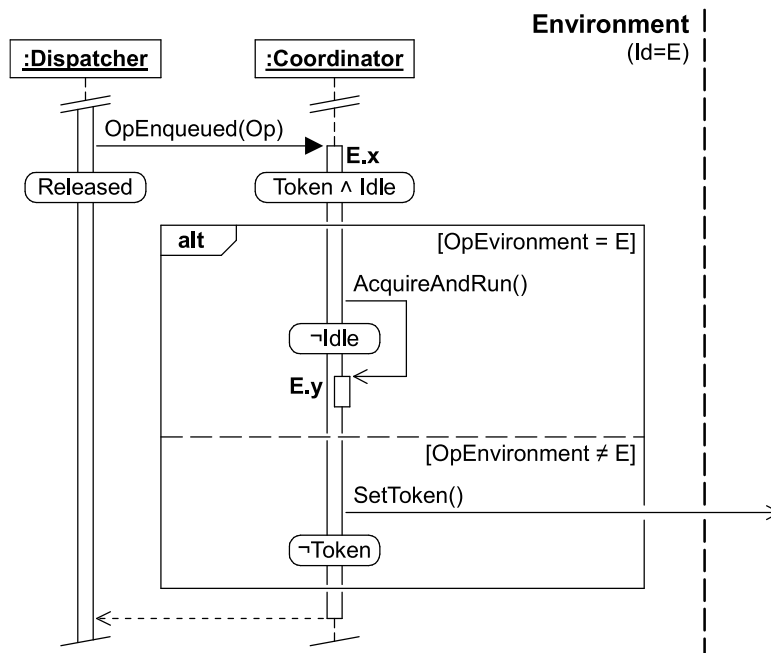 Environment
(Id=E)
:Dispatcher
:Coordinator
OpEnqueued(Op)
E.x
Released
Token ∧ Idle
alt
[OpEvironment = E]
AcquireAndRun()
¬Idle
E.y
[OpEnvironment ≠ E]
SetToken()
¬Token